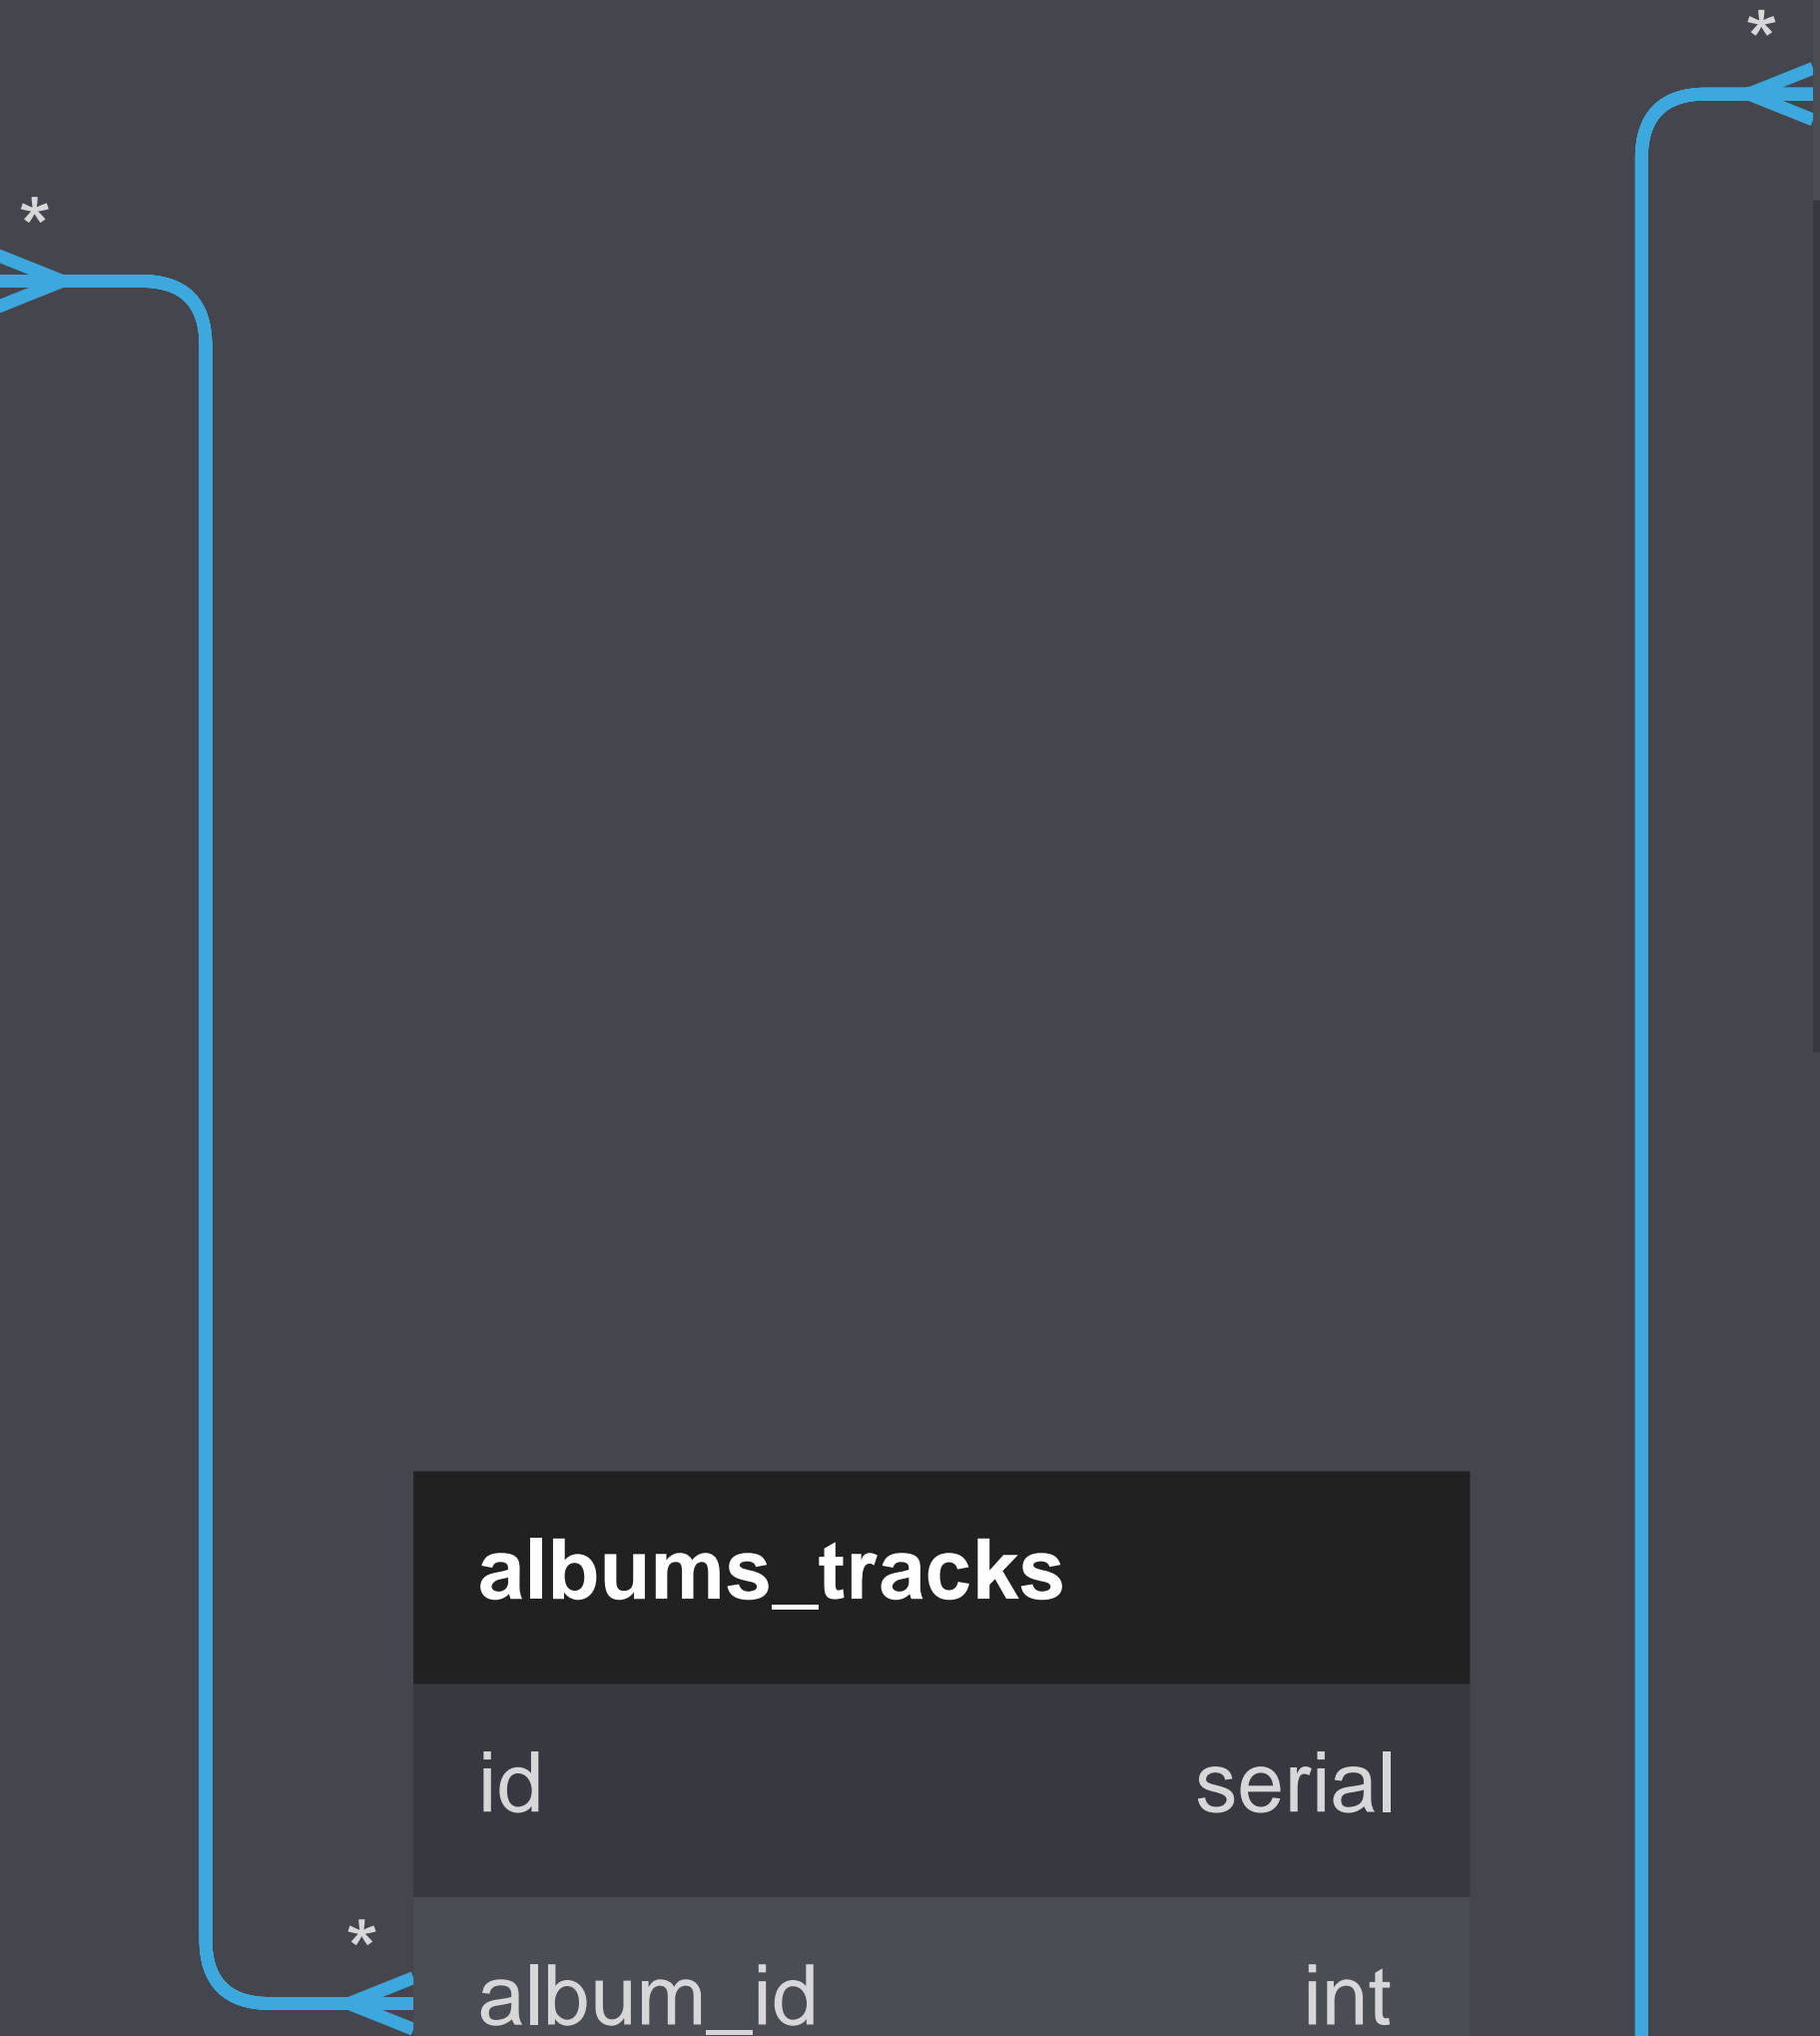 *
*
albums_tracks
id serial
*
album_id int